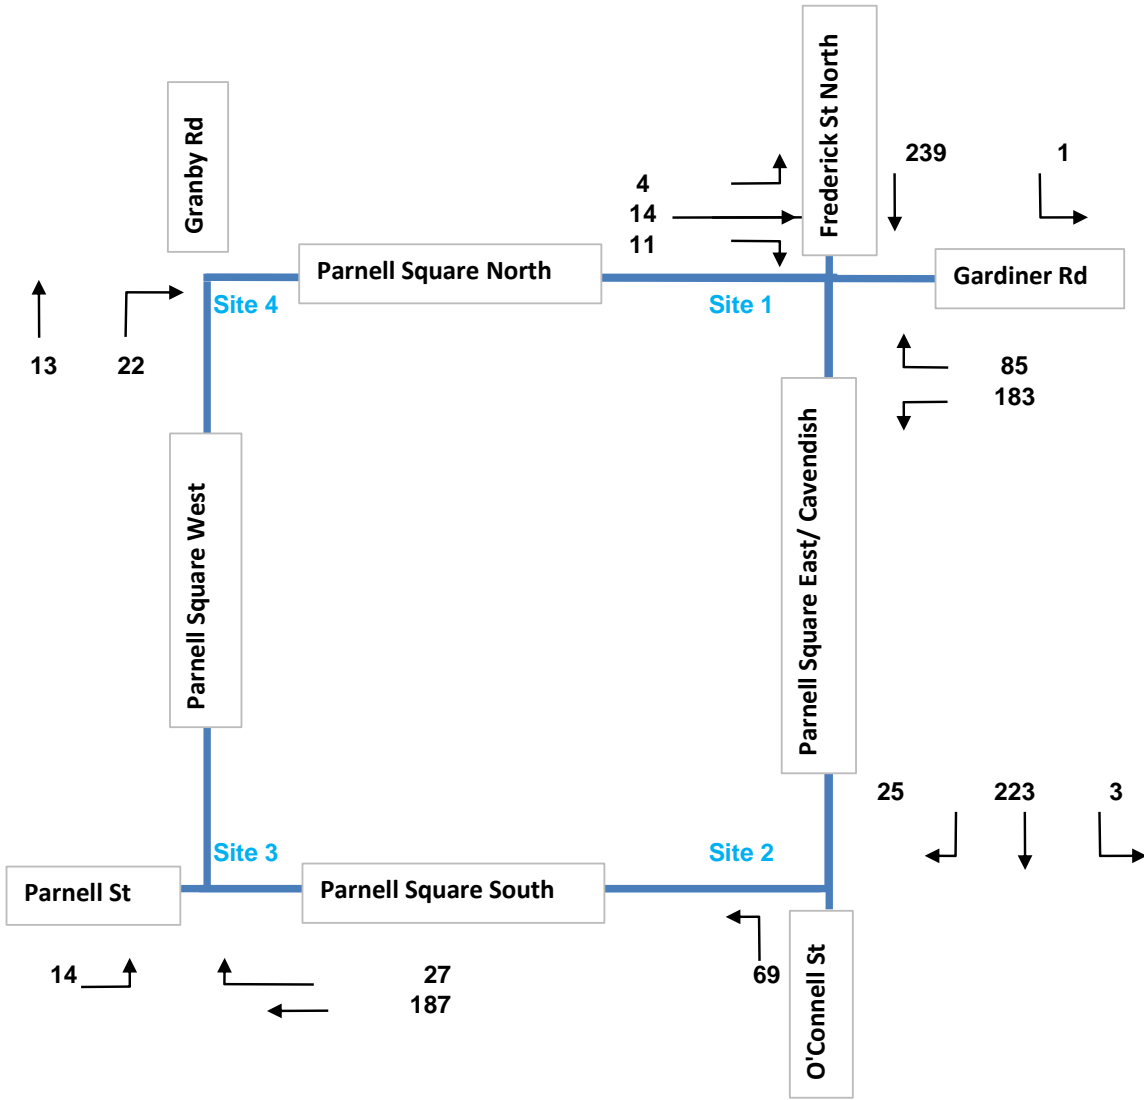 Frederick St North
Granby Rd
239
1
4
14
11
Parnell Square North
Gardiner Rd
Site 4
Site 1
13
22
85
183
Parnell Square West
Parnell Square East/ Cavendish
25
223
3
Site 3
Site 2
Parnell St
Parnell Square South
O'Connell St
14
27
69
187